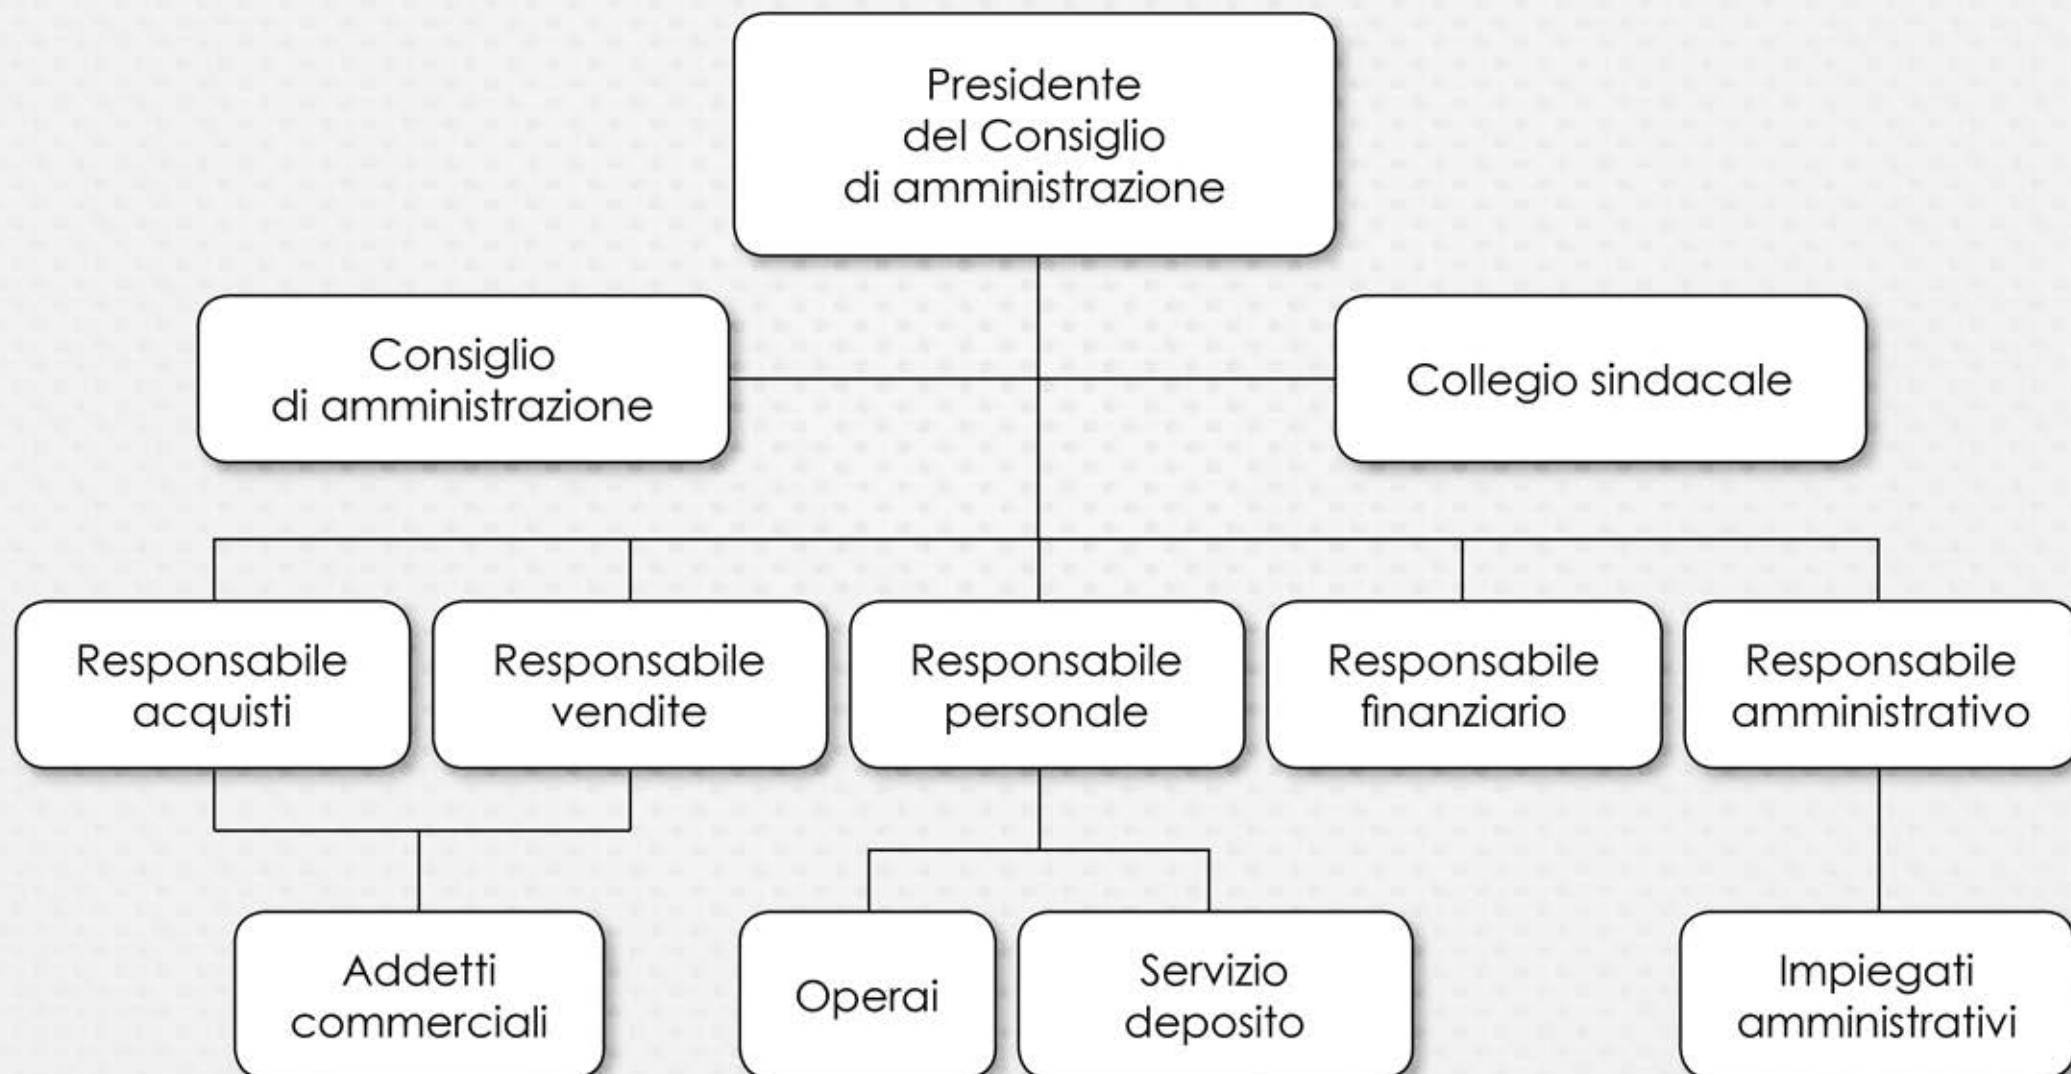 Presidente
del Consiglio
di amministrazione
Consiglio
di amministrazione
Collegio sindacale
Responsabile
acquisti
Responsabile
vendite
Responsabile
personale
Responsabile
finanziario
Responsabile
amministrativo
Addetti
commerciali
Operai
Servizio
deposito
Impiegati
amministrativi